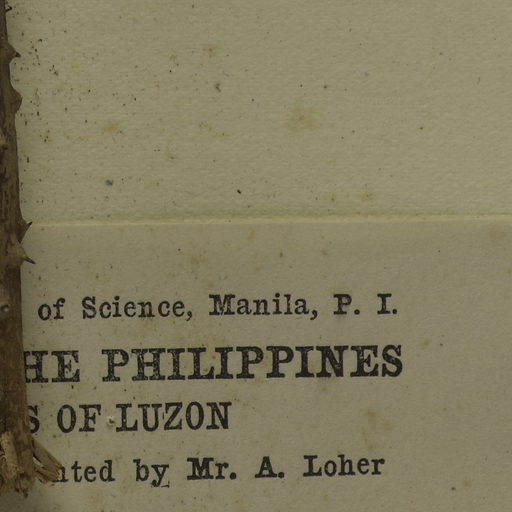 of Science, Manila, P. I.
HE PHILIPPINES
S OF LUZON
nted by Mr. A. Loher